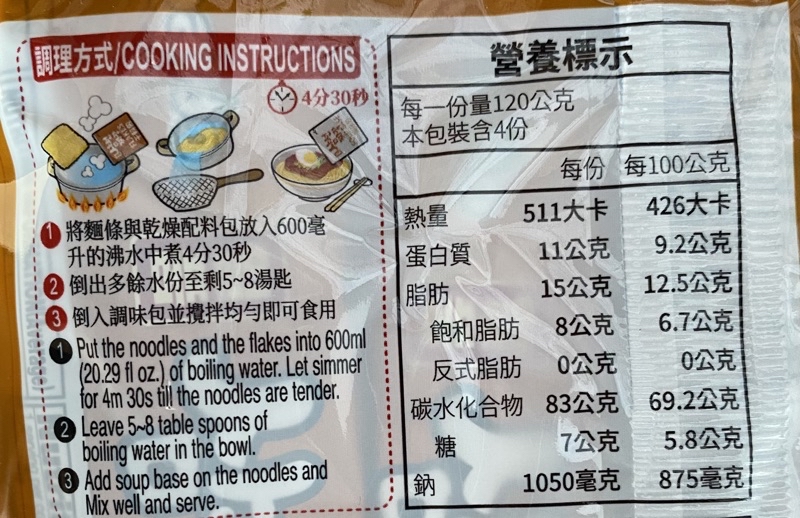 調理方式/COOKING INSTRUCTIONS
4分30秒
1 將麵條與乾燥配料包放入600毫
升的沸水中煮4分30秒
2 倒出多餘水份至剩5~8湯匙
3 倒入調味包並攪拌均勻即可食用
1 Put the noodles and the flakes into 600ml
(20.29 fl oz.) of boiling water. Let simmer
for 4m 30s till the noodles are tender.
2 Leave 5~8 table spoons of
boiling water in the bowl.
3 Add soup base on the noodles and
Mix well and serve.
營養標示
每一份量120公克
本包裝含4份
每份 每100公克
熱量 511大卡 426大卡
蛋白質 11公克 9.2公克
脂肪 15公克 12.5公克
飽和脂肪 8公克 6.7公克
反式脂肪 0公克 0公克
碳水化合物 83公克 69.2公克
糖 7公克 5.8公克
鈉 1050毫克 875毫克